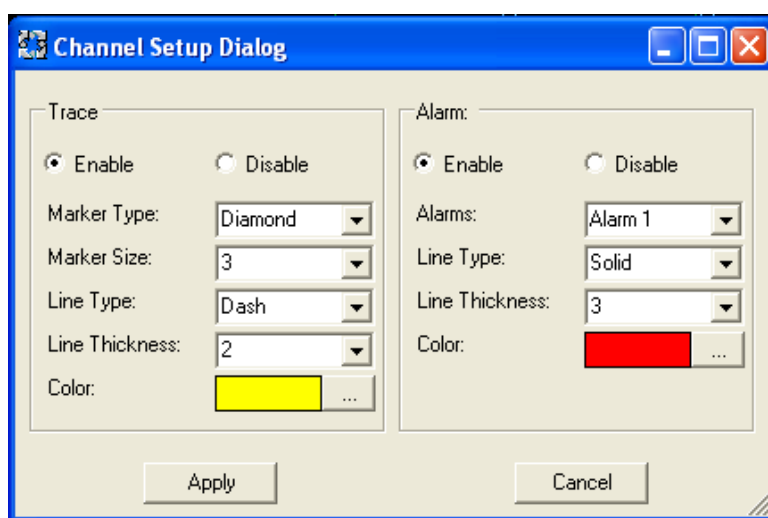 Channel Setup Dialog
Trace
Enable Disable
Marker Type: Diamond
Marker Size: 3
Line Type: Dash
Line Thickness: 2
Color: ...
Alarm:
Enable Disable
Alarms: Alarm 1
Line Type: Solid
Line Thickness: 3
Color: ...
Apply Cancel